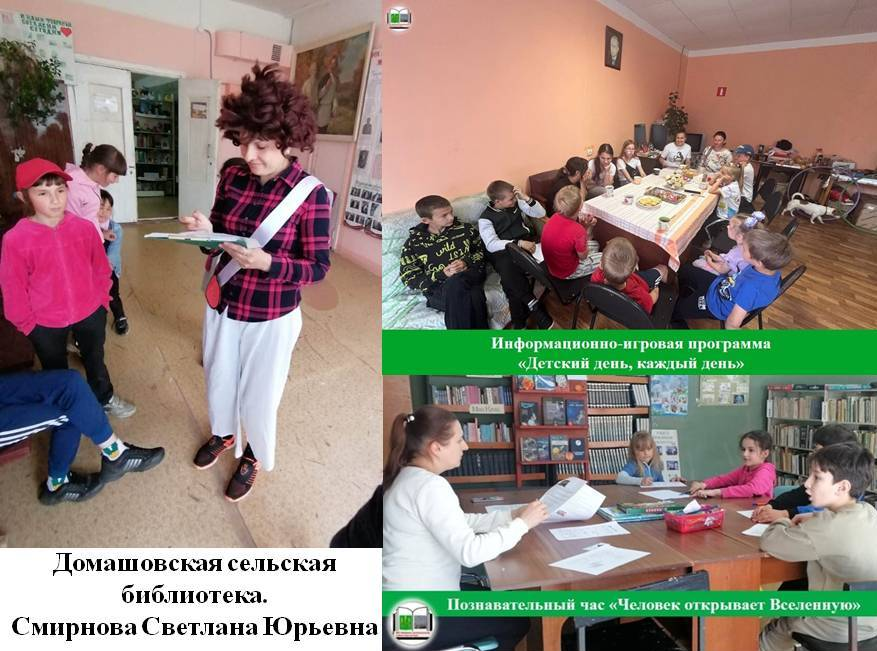 Домашовская сельская
библиотека.
Смирнова Светлана Юрьевна
Информационно-игровая программа
«Детский день, каждый день»
Познавательный час «Человек открывает Вселенную»